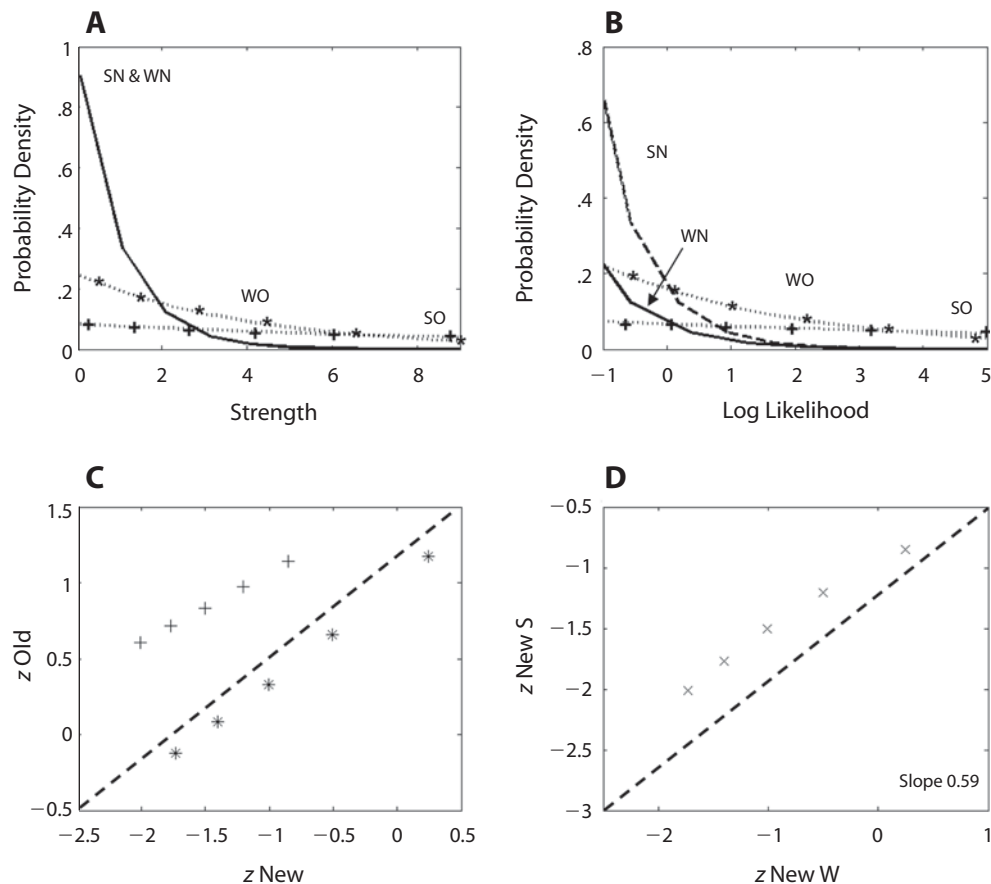 A
Probability Density
1
.8
.6
.4
.2
0
SN & WN
WO
SO
0
2
4
6
8
Strength
B
Probability Density
.8
.6
.4
.2
0
SN
WN
WO
SO
−1
0
1
2
3
4
5
Log Likelihood
C
z Old
1.5
1
0.5
0
−0.5
−2.5
−2
−1.5
−1
−0.5
0
0.5
z New
D
z New S
−0.5
−1
−1.5
−2
−2.5
−3
Slope 0.59
−2
−1
0
1
z New W